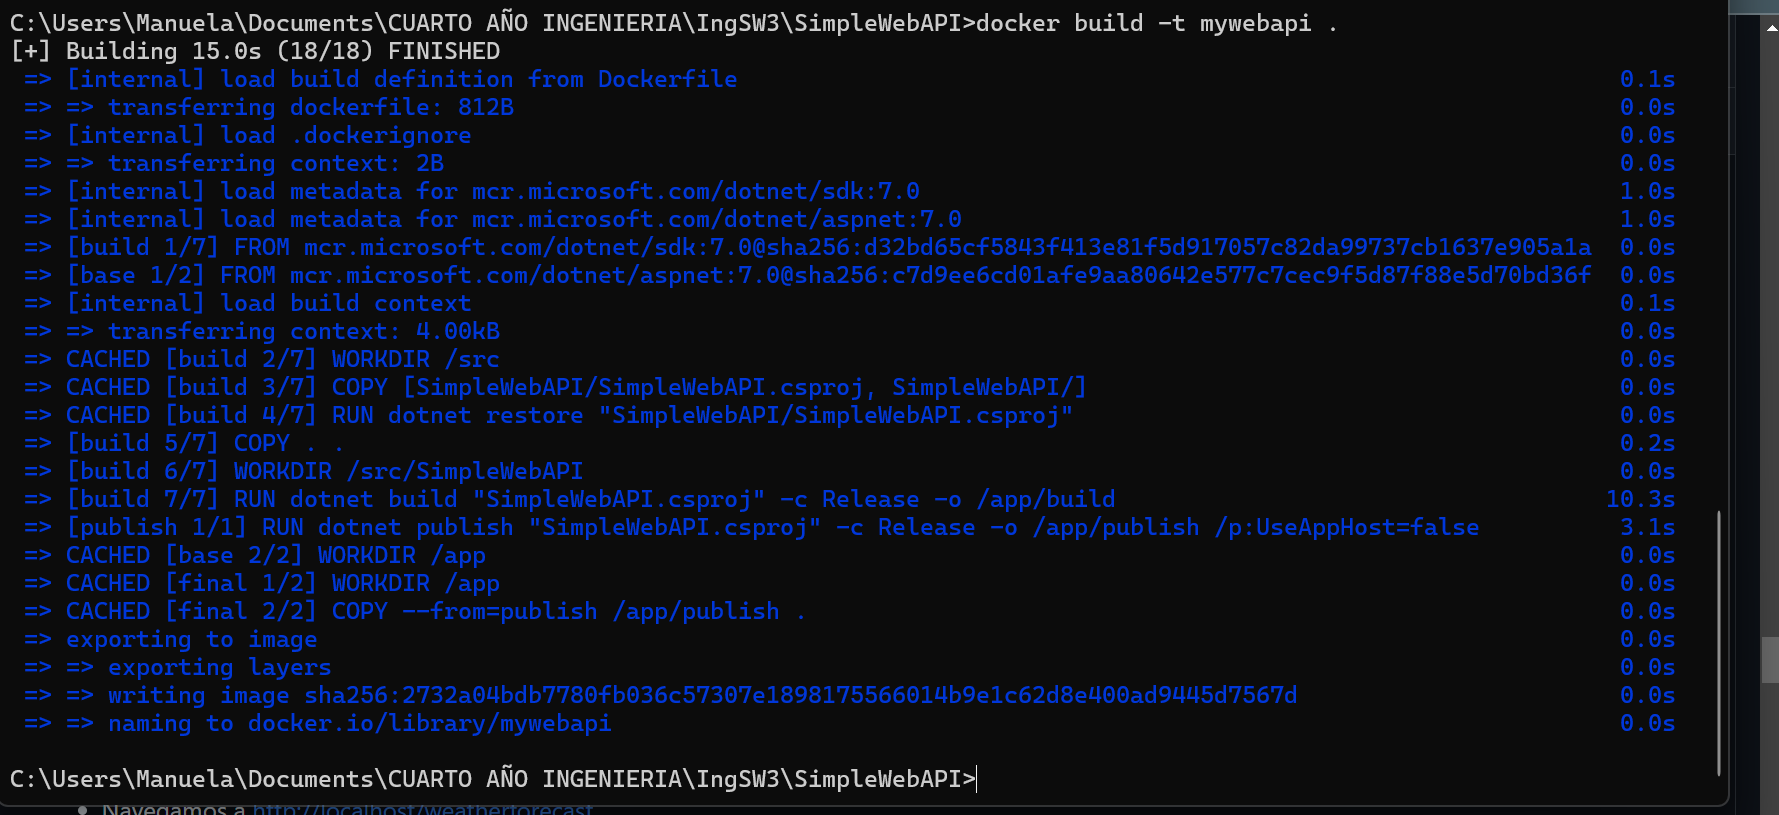 C:\Users\Manuela\Documents\CUARTO AÑO INGENIERIA\IngSW3\SimpleWebAPI>docker build -t mywebapi .
[+] Building 15.0s (18/18) FINISHED
=> [internal] load build definition from Dockerfile 0.1s
=> => transferring dockerfile: 812B 0.0s
=> [internal] load .dockerignore 0.0s
=> => transferring context: 2B 0.0s
=> [internal] load metadata for mcr.microsoft.com/dotnet/sdk:7.0 1.0s
=> [internal] load metadata for mcr.microsoft.com/dotnet/aspnet:7.0 1.0s
=> [build 1/7] FROM mcr.microsoft.com/dotnet/sdk:7.0@sha256:d32bd65cf5843f413e81f5d917057c82da99737cb1637e905a1a 0.0s
=> [base 1/2] FROM mcr.microsoft.com/dotnet/aspnet:7.0@sha256:c7d9ee6cd01afe9aa80642e577c7cec9f5d87f88e5d70bd36f 0.0s
=> [internal] load build context 0.1s
=> => transferring context: 4.00kB 0.0s
=> CACHED [build 2/7] WORKDIR /src 0.0s
=> CACHED [build 3/7] COPY [SimpleWebAPI/SimpleWebAPI.csproj, SimpleWebAPI/] 0.0s
=> CACHED [build 4/7] RUN dotnet restore "SimpleWebAPI/SimpleWebAPI.csproj" 0.0s
=> [build 5/7] COPY . . 0.2s
=> [build 6/7] WORKDIR /src/SimpleWebAPI 0.0s
=> [build 7/7] RUN dotnet build "SimpleWebAPI.csproj" -c Release -o /app/build 10.3s
=> [publish 1/1] RUN dotnet publish "SimpleWebAPI.csproj" -c Release -o /app/publish /p:UseAppHost=false 3.1s
=> CACHED [base 2/2] WORKDIR /app 0.0s
=> CACHED [final 1/2] WORKDIR /app 0.0s
=> CACHED [final 2/2] COPY --from=publish /app/publish . 0.0s
=> exporting to image 0.0s
=> => exporting layers 0.0s
=> => writing image sha256:2732a04bdb7780fb036c57307e1898175566014b9e1c62d8e400ad9445d7567d 0.0s
=> => naming to docker.io/library/mywebapi 0.0s
C:\Users\Manuela\Documents\CUARTO AÑO INGENIERIA\IngSW3\SimpleWebAPI>
Navegamos a http://localhost/weatherforecast